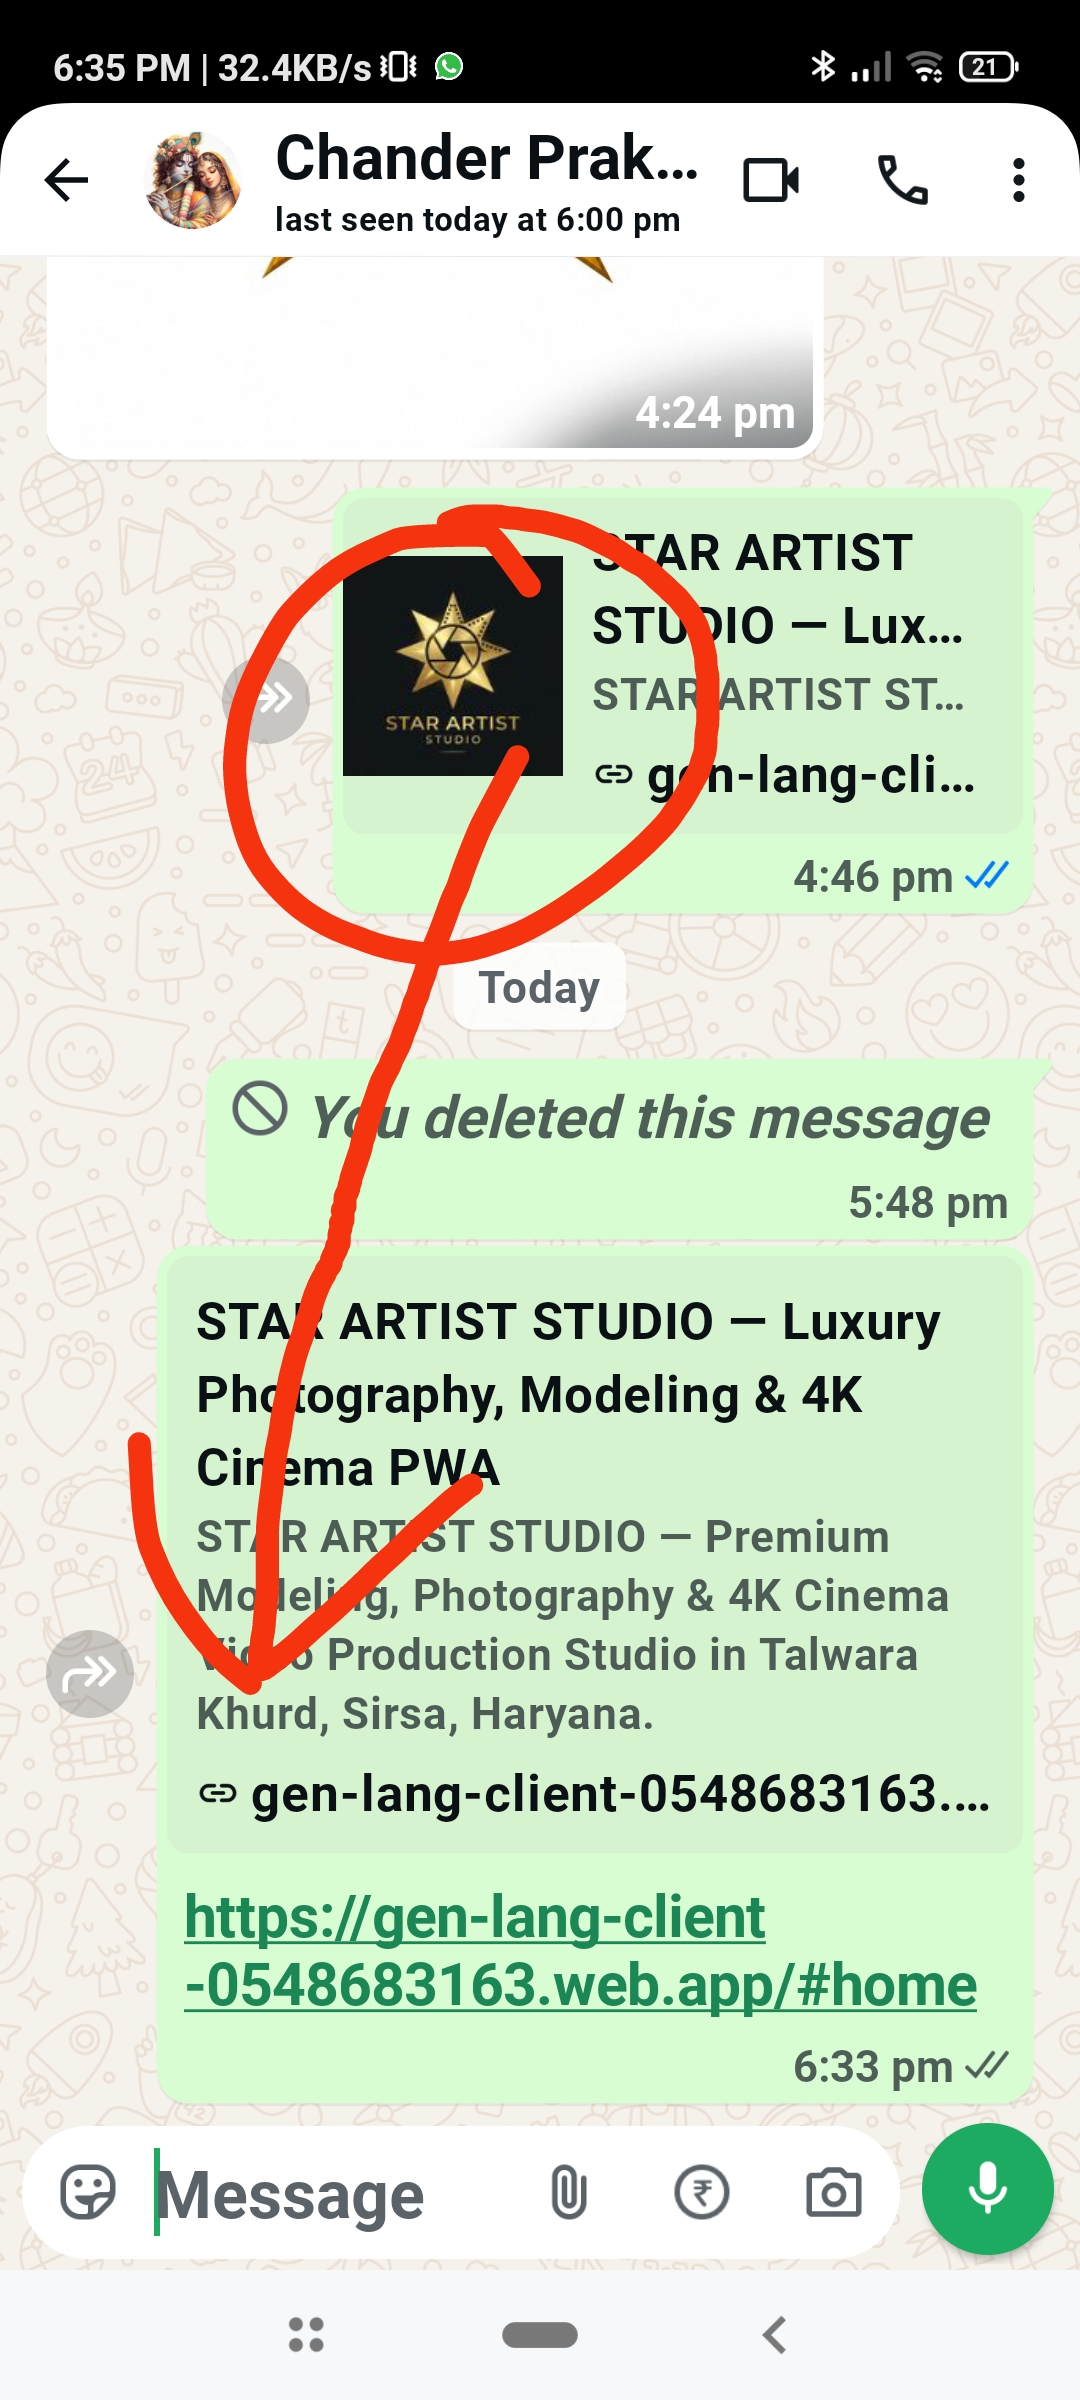 6:35 PM | 32.4KB/s
21
Chander Prak...
last seen today at 6:00 pm
4:24 pm
STAR ARTIST
STUDIO
STAR ARTIST
STUDIO — Lux...
STAR ARTIST ST...
gen-lang-cli...
4:46 pm
Today
You deleted this message
5:48 pm
STAR ARTIST STUDIO — Luxury
Photography, Modeling & 4K
Cinema PWA
STAR ARTIST STUDIO — Premium
Modeling, Photography & 4K Cinema
Video Production Studio in Talwara
Khurd, Sirsa, Haryana.
gen-lang-client-0548683163....
https://gen-lang-client
-0548683163.web.app/#home
6:33 pm
Message